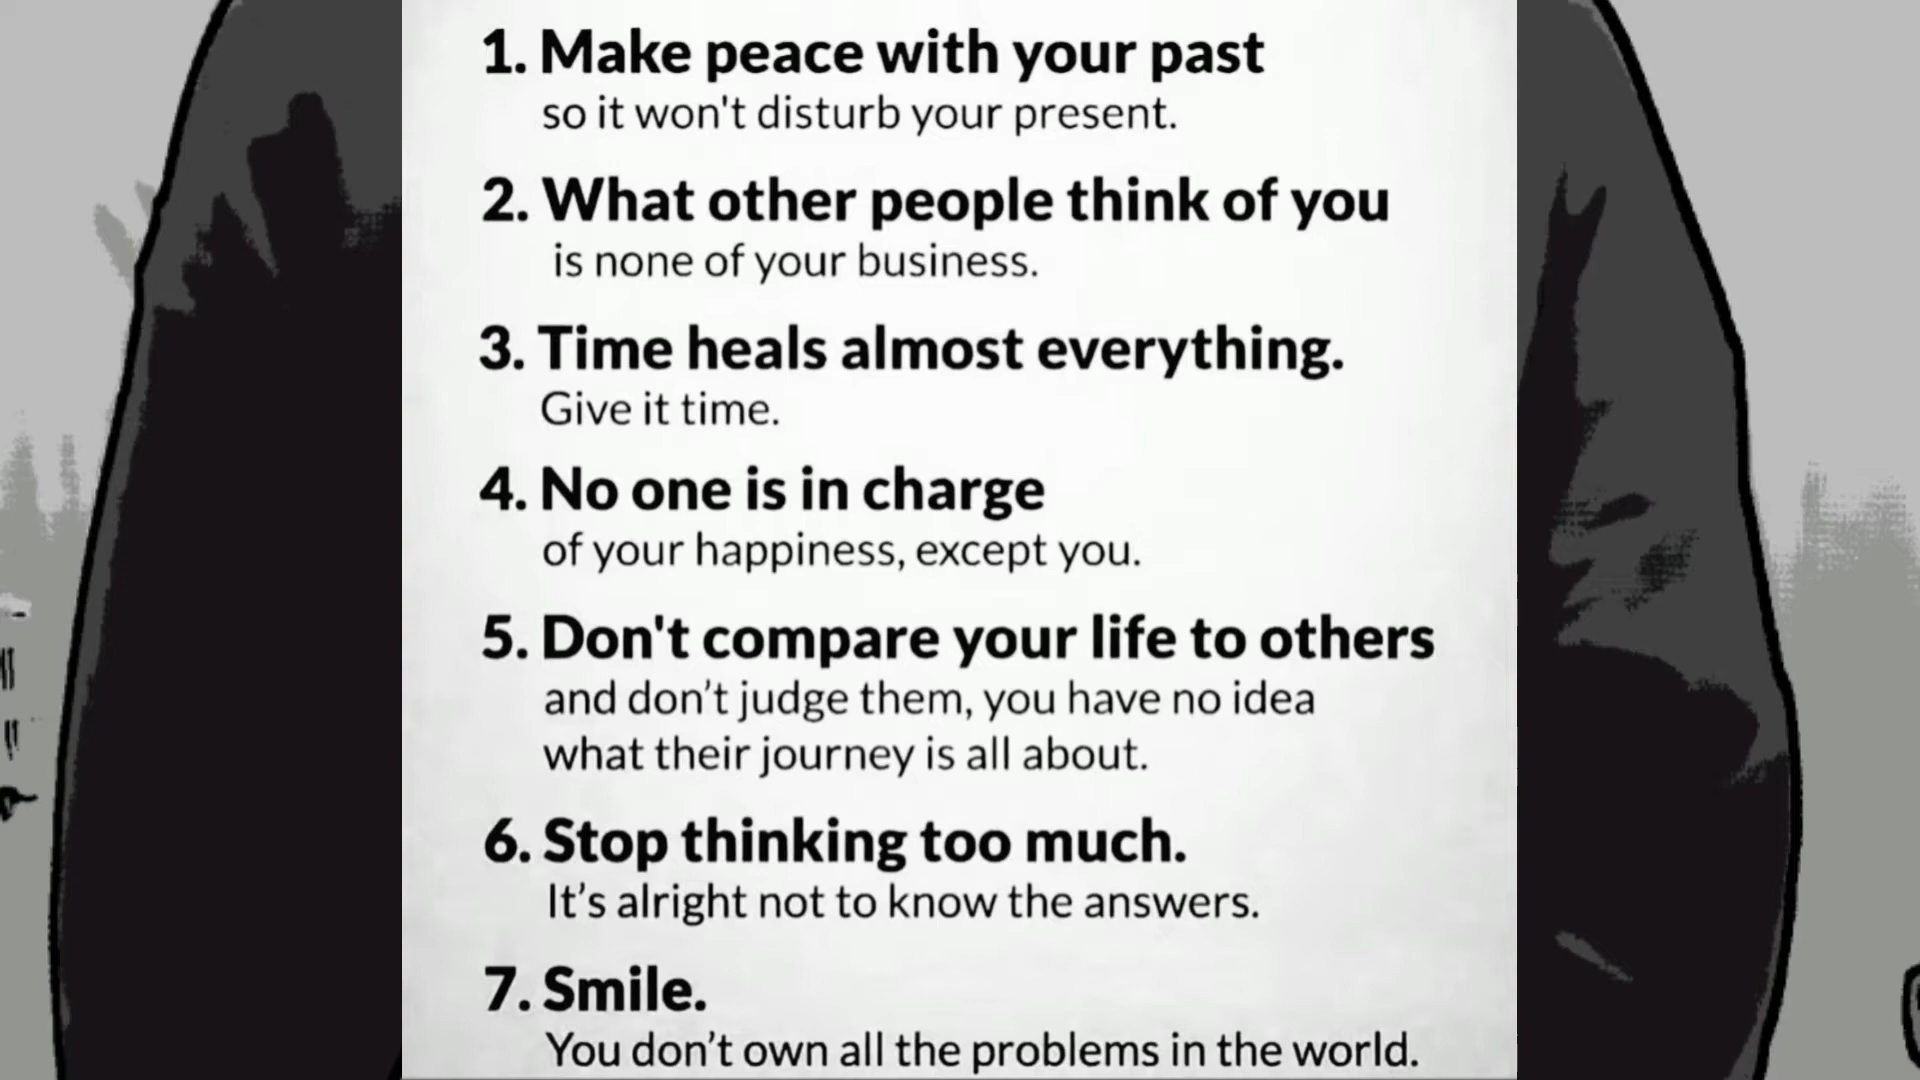 1. Make peace with your past
so it won't disturb your present.
2. What other people think of you
is none of your business.
3. Time heals almost everything.
Give it time.
4. No one is in charge
of your happiness, except you.
5. Don't compare your life to others
and don’t judge them, you have no idea
what their journey is all about.
6. Stop thinking too much.
It’s alright not to know the answers.
7. Smile.
You don’t own all the problems in the world.